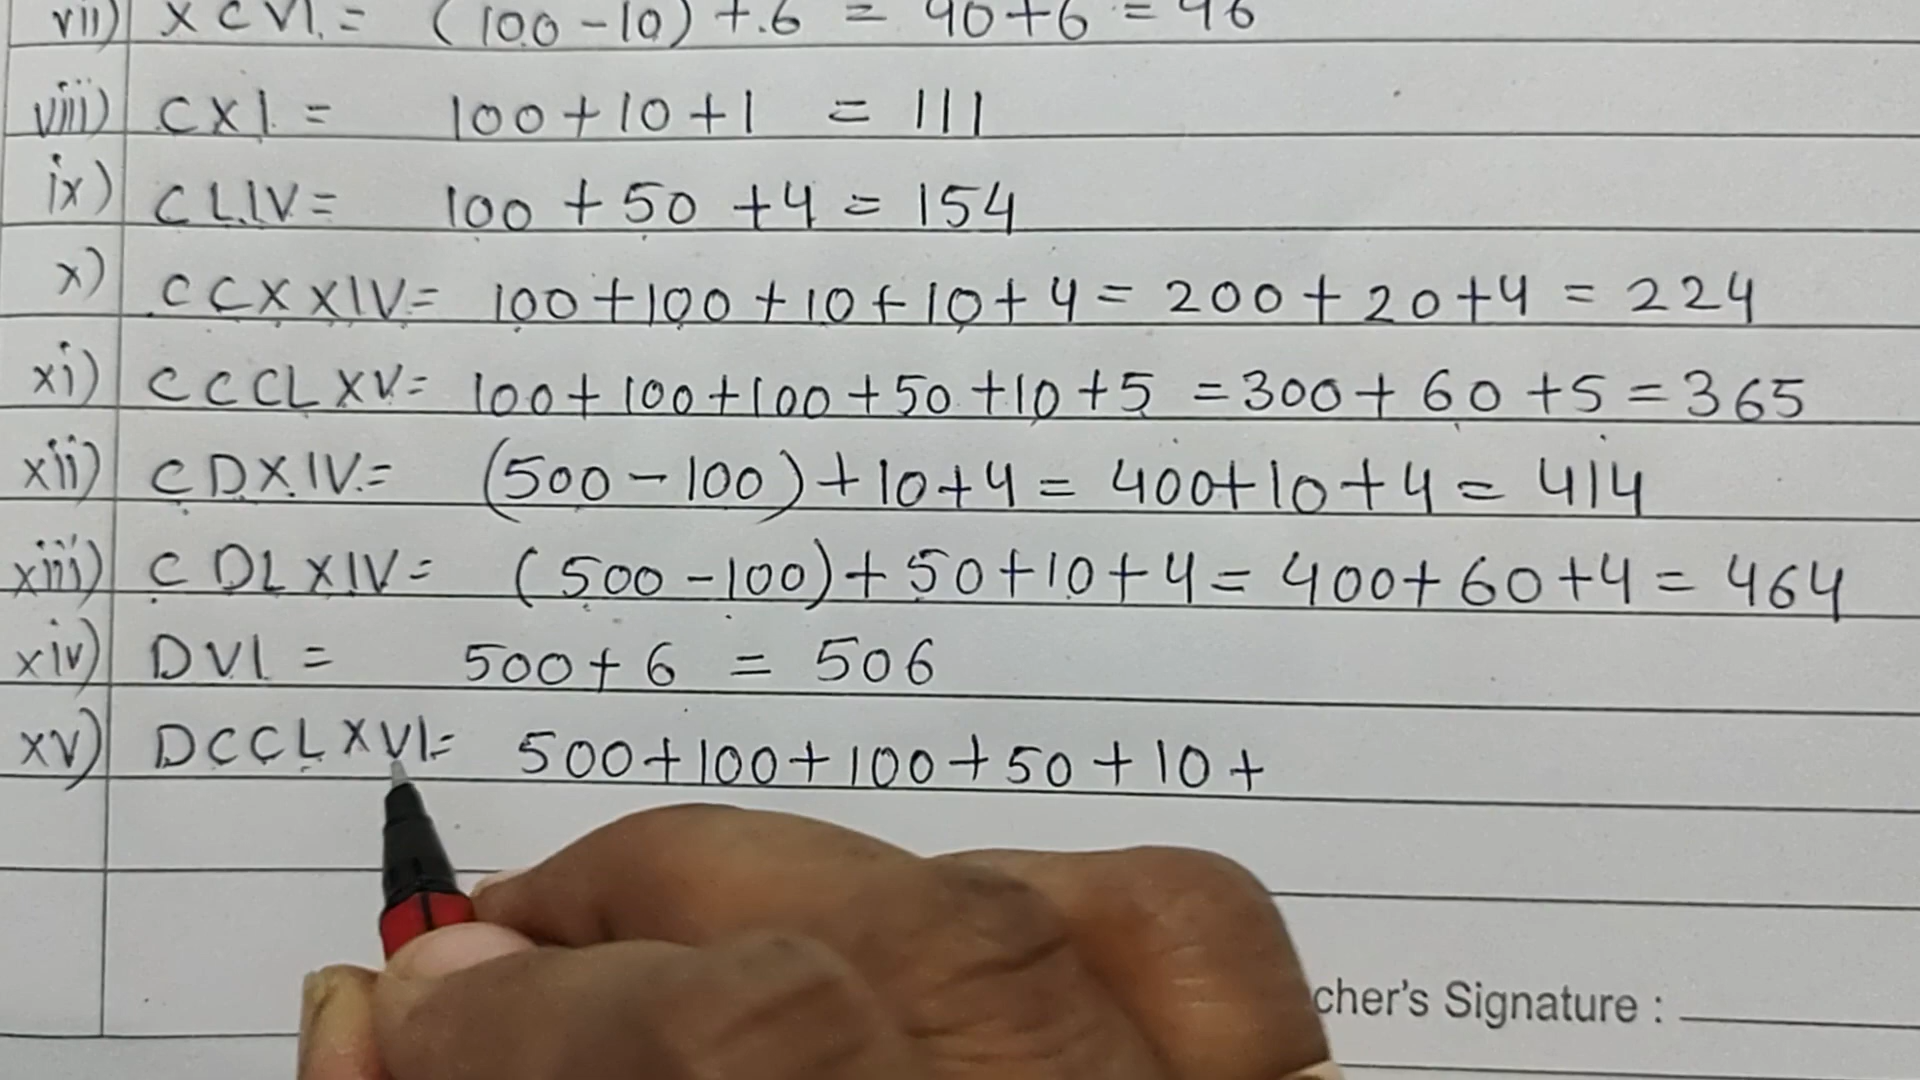 vii) XCVI = (100-10)+6 = 90+6 = 96
viii) CXI = 100+10+1 = 111
ix) CLIV = 100+50+4 = 154
x) CCXXIV = 100+100+10+10+4 = 200+20+4 = 224
xi) CCCLXV = 100+100+100+50+10+5 = 300+60+5 = 365
xii) CDXIV = (500-100)+10+4 = 400+10+4 = 414
xiii) CDLXIV = (500-100)+50+10+4 = 400+60+4 = 464
xiv) DVI = 500+6 = 506
xv) DCCLXVI = 500+100+100+50+10+
cher's Signature :